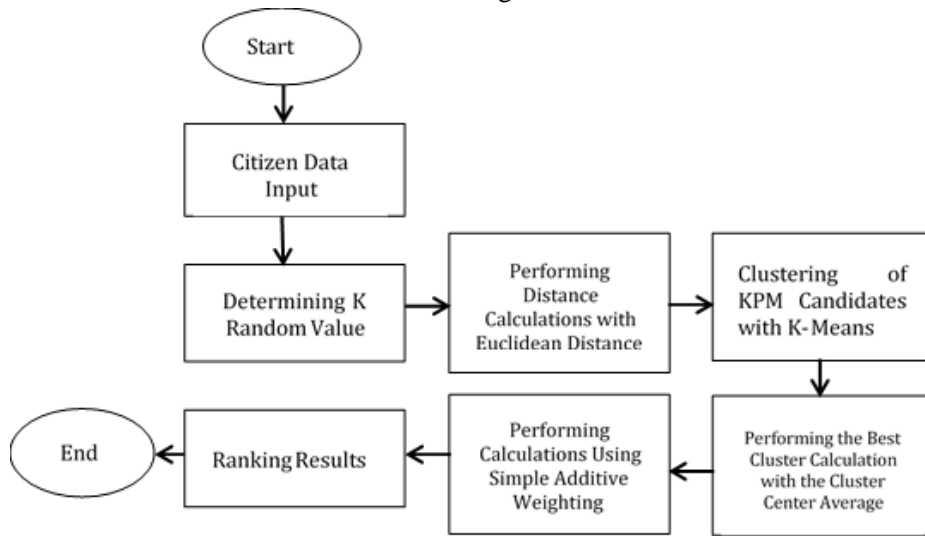 Start
Citizen Data
Input
Determining K
Random Value
Performing
Distance
Calculations with
Euclidean Distance
Clustering of
KPM Candidates
with K-Means
Performing the Best
Cluster Calculation
with the Cluster
Center Average
Performing
Calculations Using
Simple Additive
Weighting
Ranking Results
End